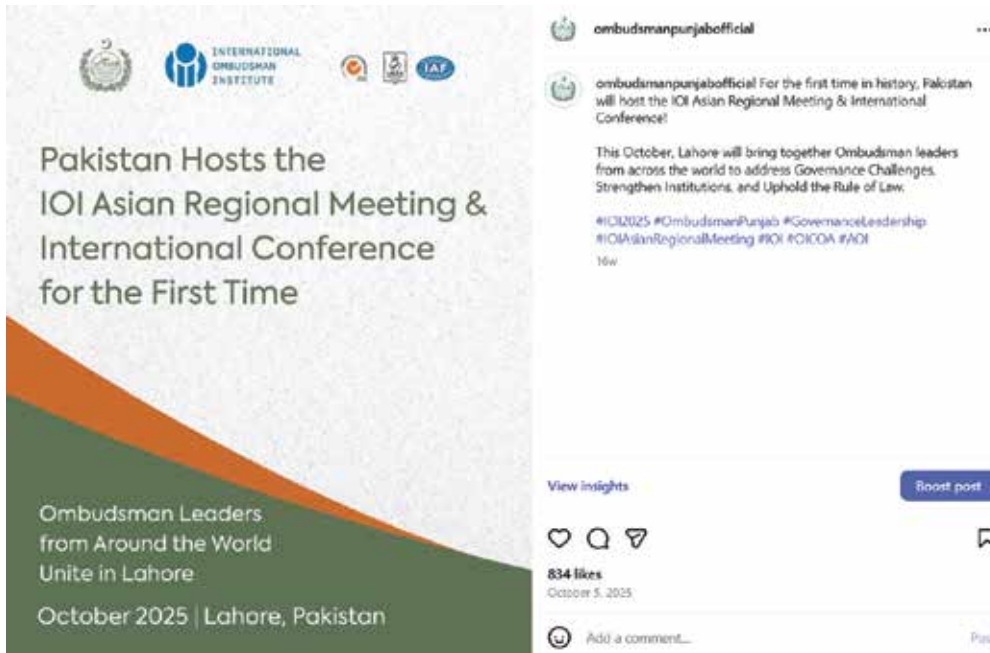 INTERNATIONAL
OMBUDSMAN
INSTITUTE
IAF
Pakistan Hosts the
IOI Asian Regional Meeting &
International Conference
for the First Time
Ombudsman Leaders
from Around the World
Unite in Lahore
October 2025 | Lahore, Pakistan
ombudsmanpunjabofficial
ombudsmanpunjabofficial For the first time in history, Pakistan
will host the IOI Asian Regional Meeting & International
Conference!
This October, Lahore will bring together Ombudsman leaders
from across the world to address Governance Challenges,
Strengthen Institutions, and Uphold the Rule of Law.
#IOI2025 #OmbudsmanPunjab #GovernanceLeadership
#IOIAsianRegionalMeeting #IOI #OICOA #AOI
16w
View insights
Boost post
834 likes
October 5, 2025
Add a comment...